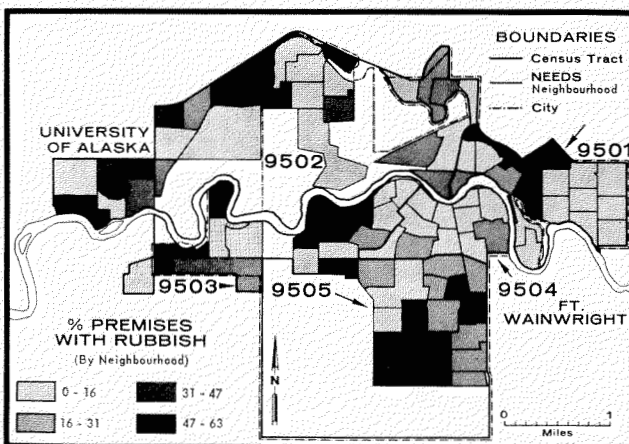 BOUNDARIES
Census Tract
NEEDS
Neighbourhood
City
9501
UNIVERSITY
OF ALASKA
9502
9503
9505
9504
FT.
WAINWRIGHT
% PREMISES
WITH RUBBISH
(By Neighbourhood)
0 - 16
31 - 47
16 - 31
47 - 63
N
0
1
Miles